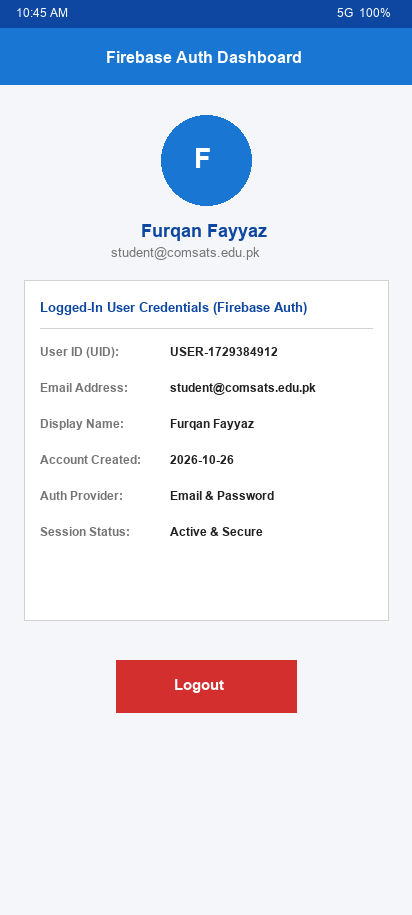 10:45 AM 5G 100%
Firebase Auth Dashboard
F
Furqan Fayyaz
student@comsats.edu.pk
Logged-In User Credentials (Firebase Auth)
User ID (UID): USER-1729384912
Email Address: student@comsats.edu.pk
Display Name: Furqan Fayyaz
Account Created: 2026-10-26
Auth Provider: Email & Password
Session Status: Active & Secure
Logout